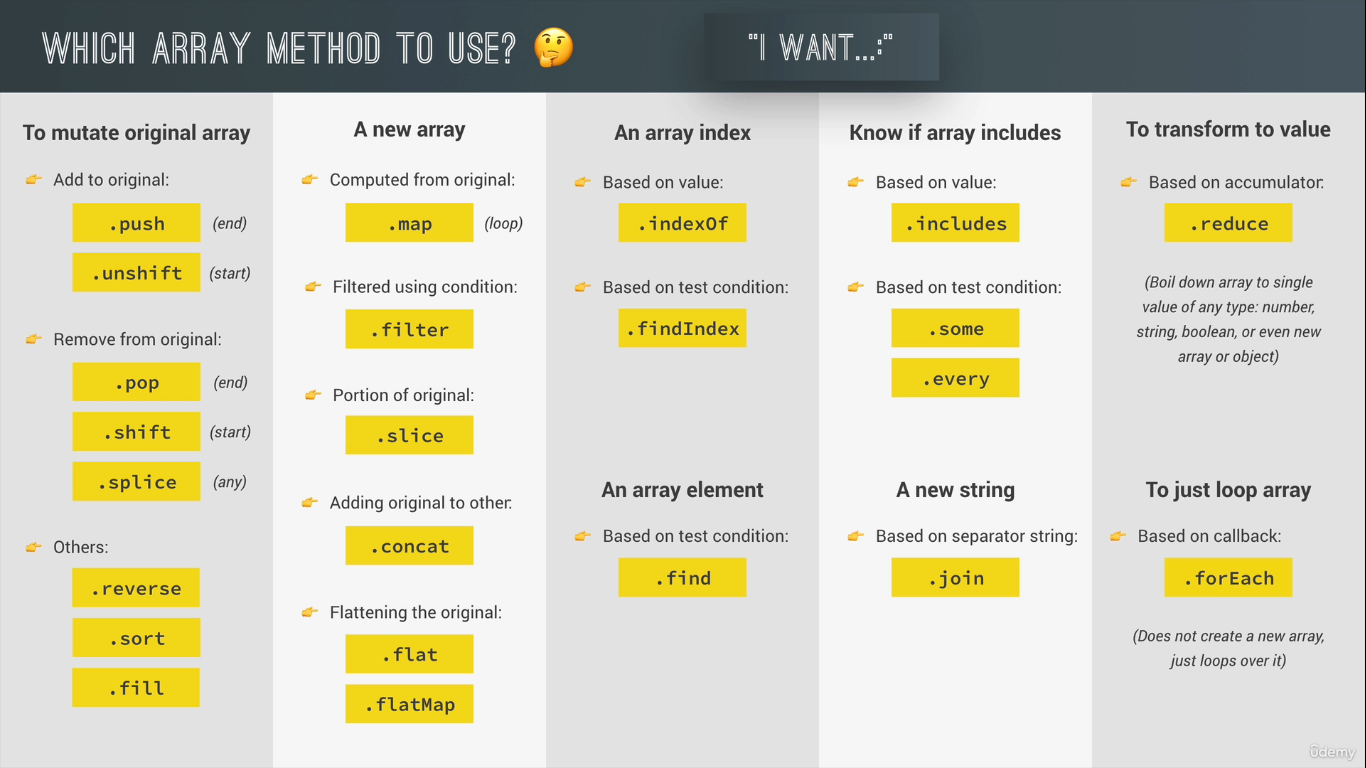 WHICH ARRAY METHOD TO USE? 🤔
"I WANT...:"
To mutate original array
👉 Add to original:
.push (end)
.unshift (start)
👉 Remove from original:
.pop (end)
.shift (start)
.splice (any)
👉 Others:
.reverse
.sort
.fill
A new array
👉 Computed from original:
.map (loop)
👉 Filtered using condition:
.filter
👉 Portion of original:
.slice
👉 Adding original to other:
.concat
👉 Flattening the original:
.flat
.flatMap
An array index
👉 Based on value:
.indexOf
👉 Based on test condition:
.findIndex
An array element
👉 Based on test condition:
.find
Know if array includes
👉 Based on value:
.includes
👉 Based on test condition:
.some
.every
A new string
👉 Based on separator string:
.join
To transform to value
👉 Based on accumulator:
.reduce
(Boil down array to single
value of any type: number,
string, boolean, or even new
array or object)
To just loop array
👉 Based on callback:
.forEach
(Does not create a new array,
just loops over it)
ûdemy